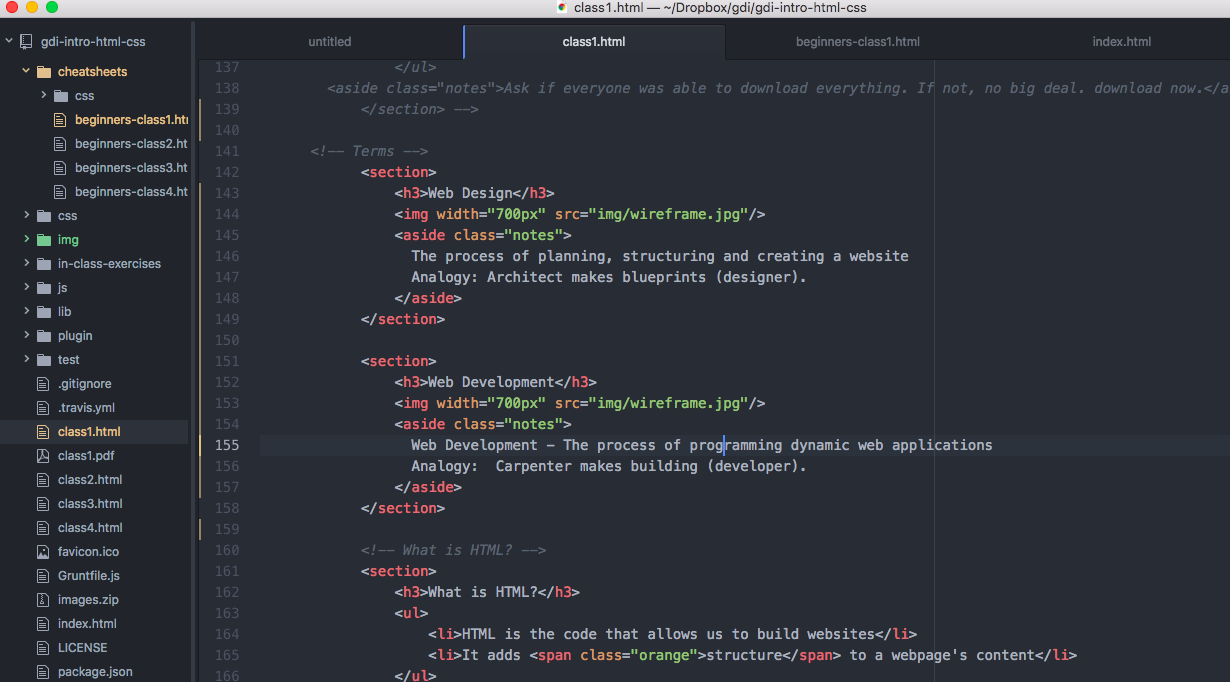 class1.html — ~/Dropbox/gdi/gdi-intro-html-css
gdi-intro-html-css
cheatsheets
css
beginners-class1.ht
beginners-class2.ht
beginners-class3.ht
beginners-class4.ht
css
img
in-class-exercises
js
lib
plugin
test
.gitignore
.travis.yml
class1.html
class1.pdf
class2.html
class3.html
class4.html
favicon.ico
Gruntfile.js
images.zip
index.html
LICENSE
package.json
untitled
class1.html
beginners-class1.html
index.html
137 </ul>
138 <aside class="notes">Ask if everyone was able to download everything. If not, no big deal. download now.</a
139 </section> -->
140
141 <!-- Terms -->
142 <section>
143 <h3>Web Design</h3>
144 <img width="700px" src="img/wireframe.jpg"/>
145 <aside class="notes">
146 The process of planning, structuring and creating a website
147 Analogy: Architect makes blueprints (designer).
148 </aside>
149 </section>
150
151 <section>
152 <h3>Web Development</h3>
153 <img width="700px" src="img/wireframe.jpg"/>
154 <aside class="notes">
155 Web Development – The process of programming dynamic web applications
156 Analogy:  Carpenter makes building (developer).
157 </aside>
158 </section>
159
160 <!-- What is HTML? -->
161 <section>
162 <h3>What is HTML?</h3>
163 <ul>
164 <li>HTML is the code that allows us to build websites</li>
165 <li>It adds <span class="orange">structure</span> to a webpage's content</li>
166 </ul>